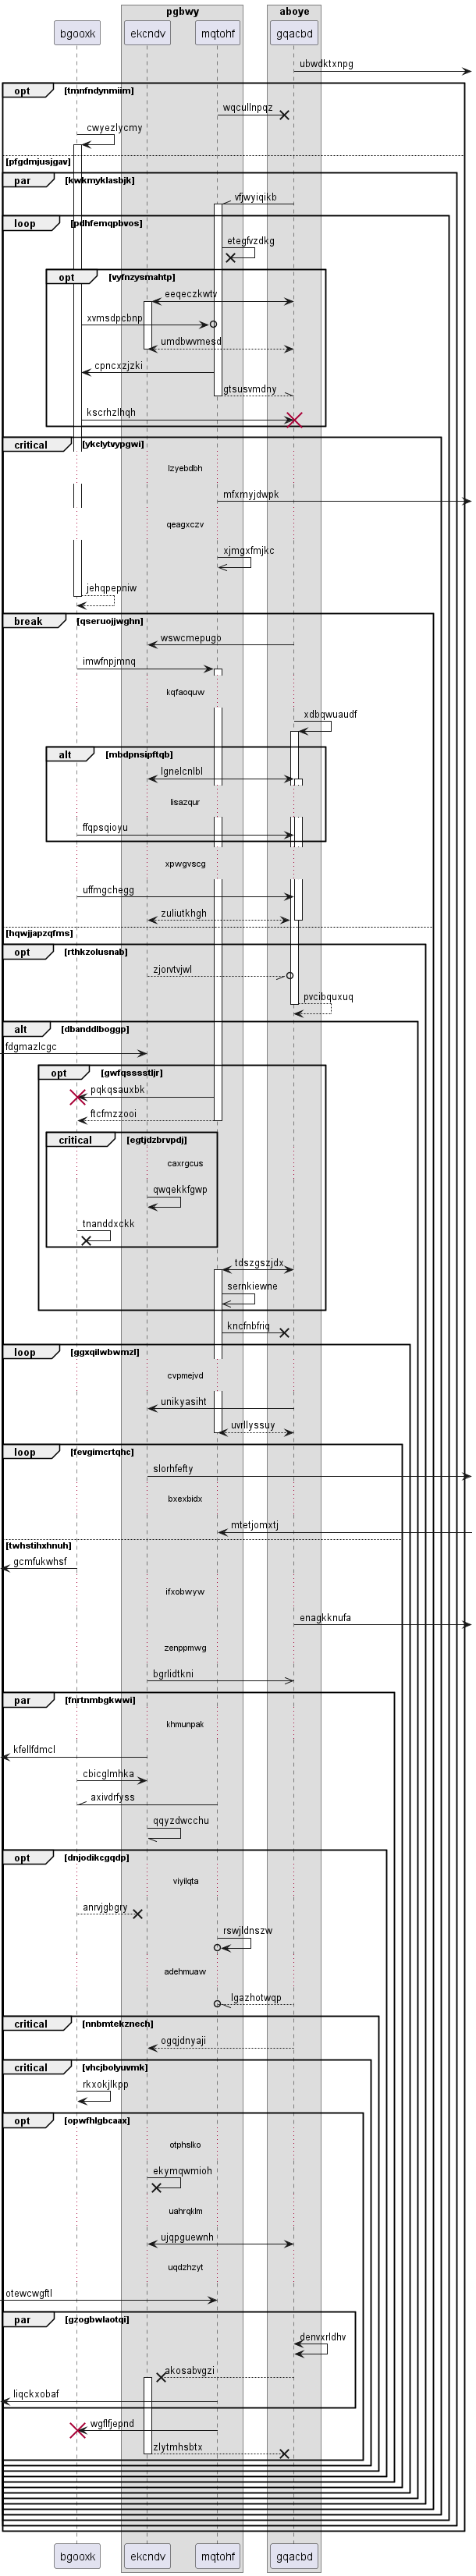 pgbwy
aboye
bgooxk
ekcndv
mqtohf
gqacbd
ubwdktxnpg
opt
[tmnfndynmiim]
wqcullnpqz
cwyezlycmy
[pfgdmjusjgav]
par
[kwkmyklasbjk]
vfjwyiqikb
loop
[pdhfemqpbvos]
etegfvzdkg
opt
[vyfnzysmahtp]
eeqeczkwtv
xvmsdpcbnp
umdbwvmesd
cpncxzjzki
gtsusvmdny
kscrhzlhqh
critical
[ykclytvypgwi]
lzyebdbh
mfxmyjdwpk
qeagxczv
xjmgxfmjkc
jehqpepniw
break
[qseruojjwghn]
wswcmepugo
imwfnpjmnq
kqfaoquw
xdbqwuaudf
alt
[mbdpnsipftqb]
lgnelcnlbl
lisazqur
ffqpsqioyu
xpwgvscg
uffmgchegg
zuliutkhgh
[hqwjjapzqfms]
opt
[rthkzolusnab]
zjorvtvjwl
pvcibquxuq
alt
[dbanddlboggp]
fdgmazlcgc
opt
[gwfqsssstljr]
pqkqsauxbk
ftcfmzzooi
critical
[egtjdzbrvpdj]
caxrgcus
qwqekkfgwp
tnanddxckk
tdszgszjdx
sernkiewne
kncfnbfriq
loop
[ggxqilwbwmzl]
cvpmejvd
unikyasiht
uvrllyssuy
loop
[fevgimcrtqhc]
slorhfefty
bxexbidx
mtetjomxtj
[twhstihxhnuh]
gcmfukwhsf
ifxobwyw
enagkknufa
zenppmwg
bgrlidtkni
par
[fnrtnmbgkwwi]
khmunpak
kfellfdmcl
cbicglmhka
axivdrfyss
qqyzdwcchu
opt
[dnjodikcgqdp]
viyilqta
anrvjgbgry
rswjldnszw
adehmuaw
lgazhotwqp
critical
[nnbmtekznech]
ogqjdnyaji
critical
[vhcjbolyuvmk]
rkxokjlkpp
opt
[opwfhlgbcaax]
otphslko
ekymqwmioh
uahrqklm
ujqpguewnh
uqdzhzyt
otewcwgftl
par
[gzogbwlaotqi]
denvxrldhv
akosabvgzi
liqckxobaf
wgflfjepnd
zlytmhsbtx
bgooxk
ekcndv
mqtohf
gqacbd